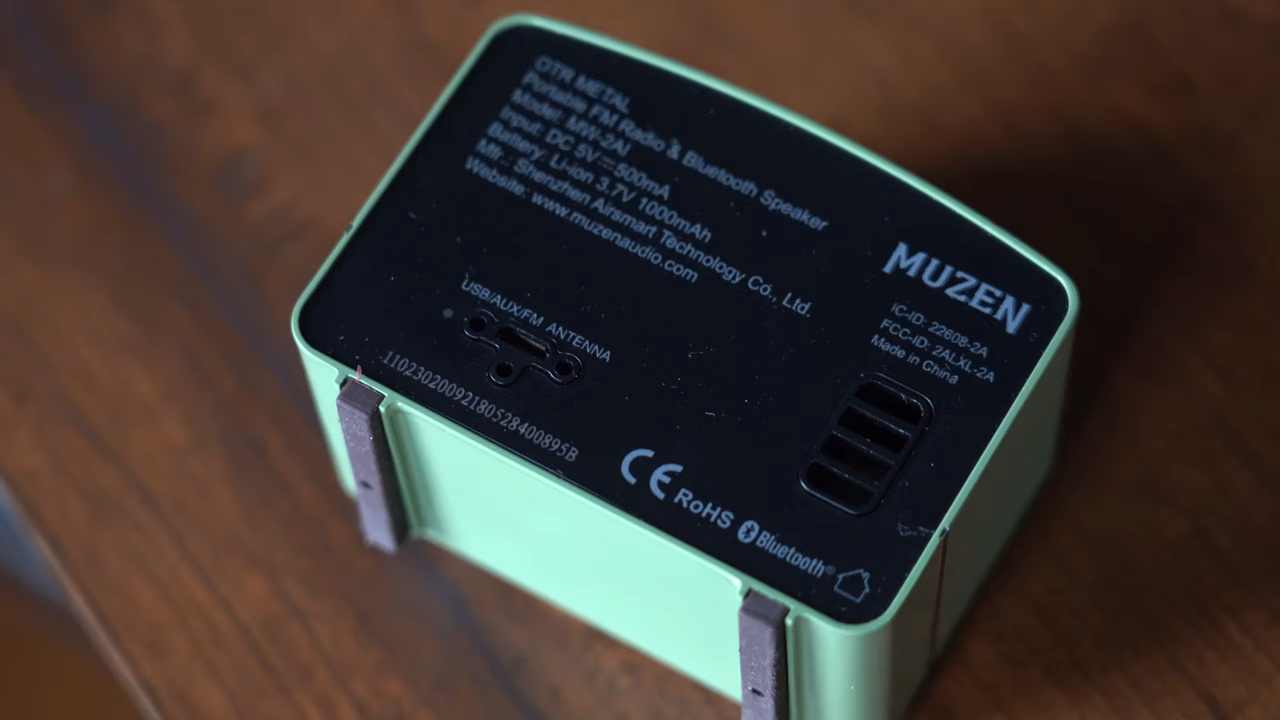 OTR METAL
Portable FM Radio & Bluetooth Speaker
Model: MW-2AI
Input: DC 5V⎓500mA
Battery: Li-ion 3.7V 1000mAh
Mfr.: Shenzhen Airsmart Technology Co., Ltd.
Website: www.muzenaudio.com
MUZEN
IC-ID: 22608-2A
FCC-ID: 2ALXL-2A
Made in China
USB/AUX/FM ANTENNA
11023020092180528400895B
CE RoHS Bluetooth®